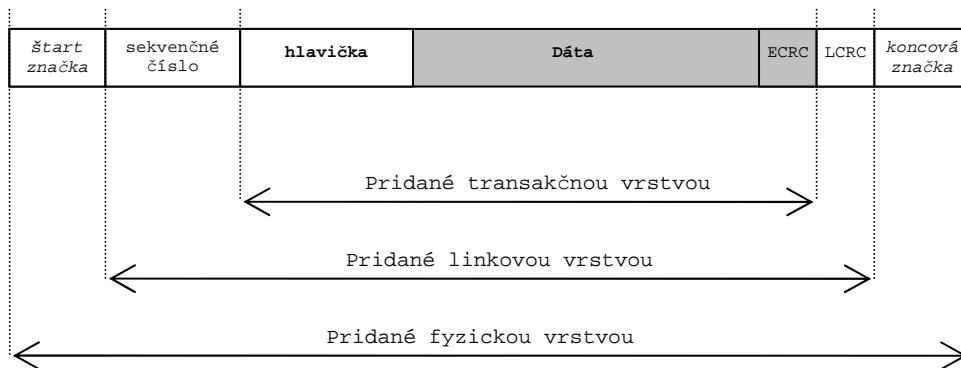 štart
značka
sekvenčné
číslo
hlavička
Dáta
ECRC
LCRC
koncová
značka
Pridané transakčnou vrstvou
Pridané linkovou vrstvou
Pridané fyzickou vrstvou